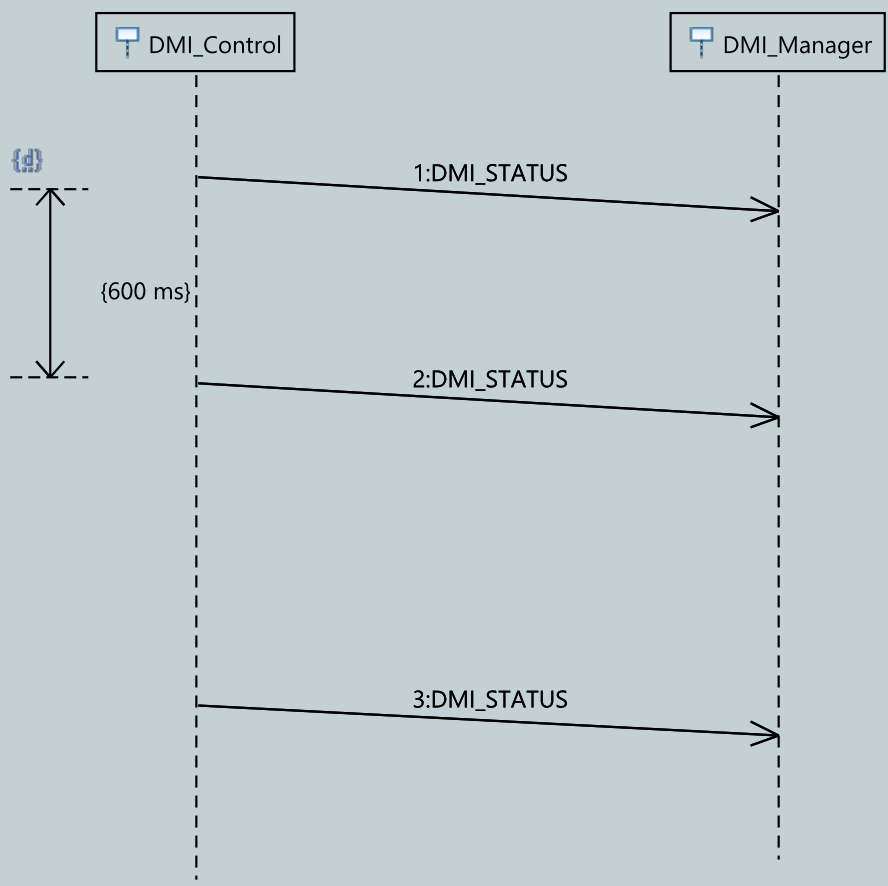 DMI_Control
DMI_Manager
{d}
1:DMI_STATUS
{600 ms}
2:DMI_STATUS
3:DMI_STATUS